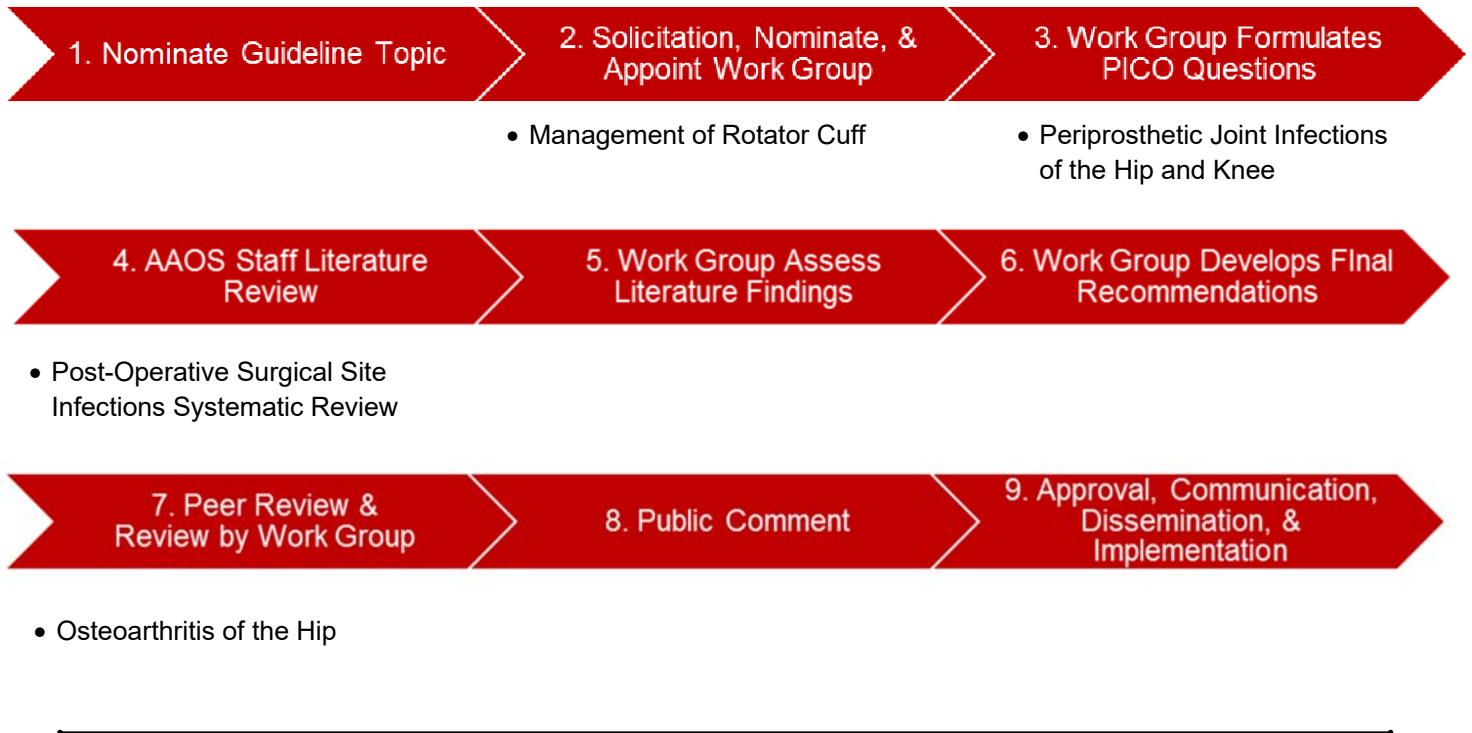 1. Nominate Guideline Topic
2. Solicitation, Nominate, &
Appoint Work Group
3. Work Group Formulates
PICO Questions
• Management of Rotator Cuff
• Periprosthetic Joint Infections
of the Hip and Knee
4. AAOS Staff Literature
Review
5. Work Group Assess
Literature Findings
6. Work Group Develops FInal
Recommendations
• Post-Operative Surgical Site
Infections Systematic Review
7. Peer Review &
Review by Work Group
8. Public Comment
9. Approval, Communication,
Dissemination, &
Implementation
• Osteoarthritis of the Hip